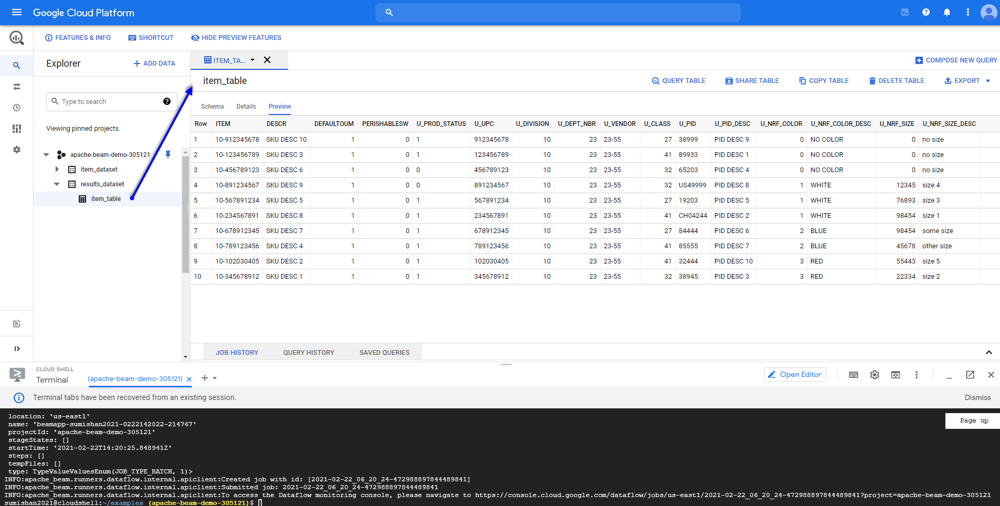 Google Cloud Platform
FEATURES & INFO SHORTCUT HIDE PREVIEW FEATURES
Explorer ADD DATA
Type to search
Viewing pinned projects.
apache-beam-demo-305121
item_dataset
results_dataset
item_table
ITEM_TA... COMPOSE NEW QUERY
item_table QUERY TABLE SHARE TABLE COPY TABLE DELETE TABLE EXPORT
Schema Details Preview
Row ITEM DESCR DEFAULTOUM PERISHABLESW U_PROD_STATUS U_UPC U_DIVISION U_DEPT_NBR U_VENDOR U_CLASS U_PID U_PID_DESC U_NRF_COLOR U_NRF_COLOR_DESC U_NRF_SIZE U_NRF_SIZE_DESC
1 10-912345678 SKU DESC 10 1 0 1 912345678 10 23 23-55 27 38999 PID DESC 9 0 NO COLOR 0 no size
2 10-123456789 SKU DESC 3 1 0 1 123456789 10 23 23-55 41 89933 PID DESC 1 0 NO COLOR 0 no size
3 10-456789123 SKU DESC 6 1 0 0 456789123 10 23 23-55 32 65203 PID DESC 4 0 NO COLOR 0 no size
4 10-891234567 SKU DESC 9 1 0 0 891234567 10 23 23-55 32 US49999 PID DESC 8 1 WHITE 12345 size 4
5 10-567891234 SKU DESC 5 1 0 1 567891234 10 23 23-55 27 19203 PID DESC 5 1 WHITE 76893 size 3
6 10-234567891 SKU DESC 8 1 0 1 234567891 10 23 23-55 41 CH04244 PID DESC 2 1 WHITE 98454 size 1
7 10-678912345 SKU DESC 7 1 0 1 678912345 10 23 23-55 27 84444 PID DESC 6 2 BLUE 98454 some size
8 10-789123456 SKU DESC 4 1 0 1 789123456 10 23 23-55 41 85555 PID DESC 7 2 BLUE 45678 other size
9 10-102030405 SKU DESC 2 1 0 1 102030405 10 23 23-55 41 32444 PID DESC 10 3 RED 55443 size 5
10 10-345678912 SKU DESC 1 1 0 1 345678912 10 23 23-55 32 38945 PID DESC 3 3 RED 22334 size 2
JOB HISTORY QUERY HISTORY SAVED QUERIES
CLOUD SHELL
Terminal (apache-beam-demo-305121) Open Editor
Terminal tabs have been recovered from an existing session. Dismiss
location: 'us-east1'
Page up
name: 'beamapp-sumishan2021-0222142022-214767'
projectId: 'apache-beam-demo-305121'
stageStates: []
startTime: '2021-02-22T14:20:25.848941Z'
steps: []
tempFiles: []
type: TypeValueValuesEnum(JOB_TYPE_BATCH, 1)>
INFO:apache_beam.runners.dataflow.internal.apiclient:Created job with id: [2021-02-22_06_20_24-472988897844489841]
INFO:apache_beam.runners.dataflow.internal.apiclient:Submitted job: 2021-02-22_06_20_24-472988897844489841
INFO:apache_beam.runners.dataflow.internal.apiclient:To access the Dataflow monitoring console, please navigate to https://console.cloud.google.com/dataflow/jobs/us-east1/2021-02-22_06_20_24-472988897844489841?project=apache-beam-demo-305121
sumishan2021@cloudshell:~/examples (apache-beam-demo-305121)$